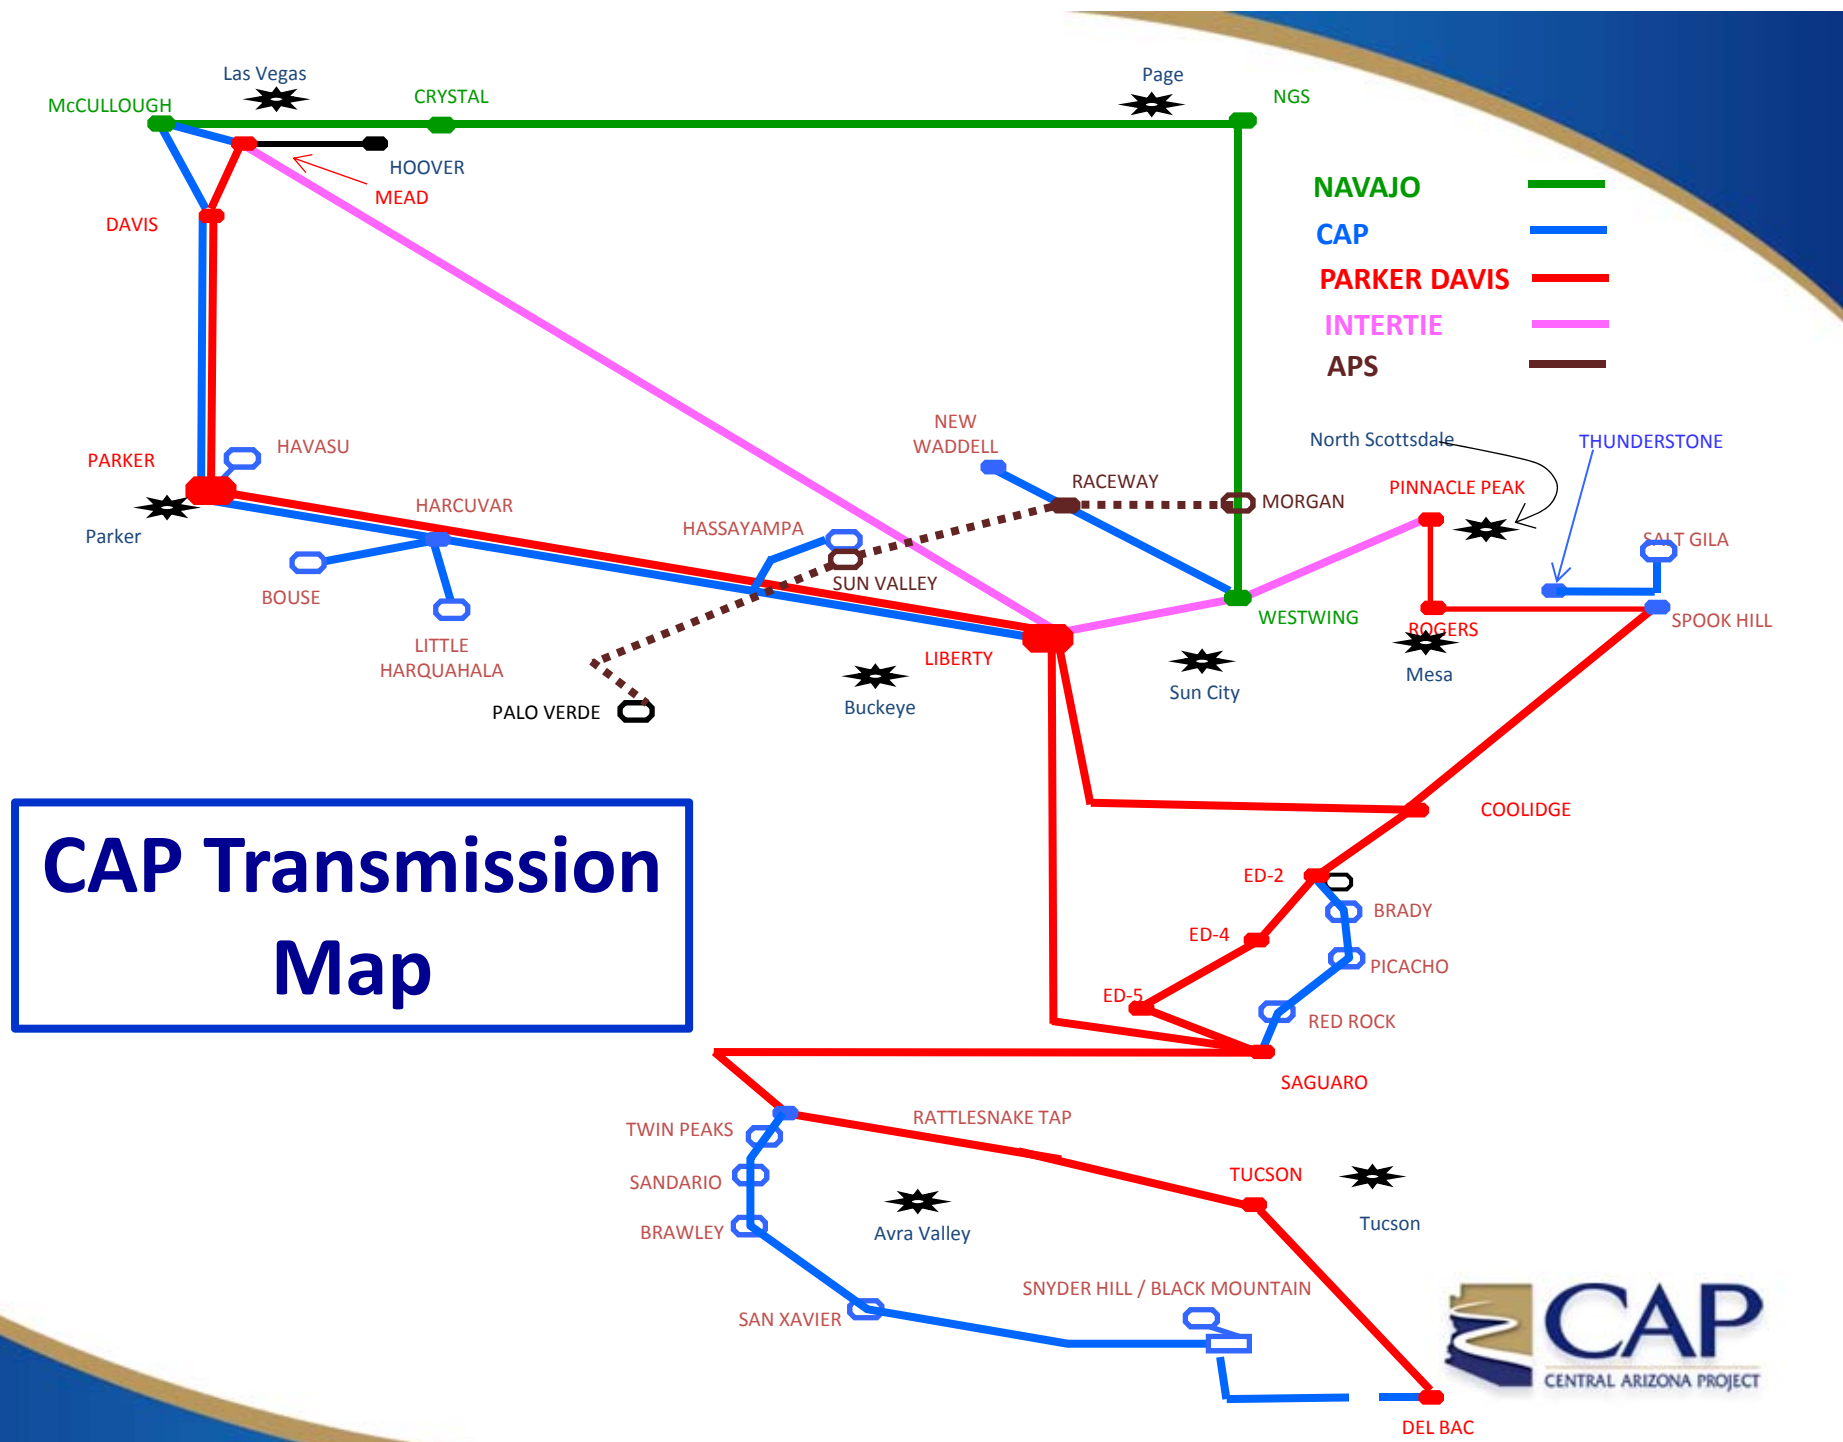 Las Vegas
Page
McCULLOUGH
CRYSTAL
NGS
HOOVER
MEAD
DAVIS
NAVAJO
CAP
PARKER DAVIS
INTERTIE
APS
NEW
WADDELL
North Scottsdale
THUNDERSTONE
HAVASU
PARKER
RACEWAY
PINNACLE PEAK
MORGAN
HARCUVAR
HASSAYAMPA
Parker
SALT GILA
SUN VALLEY
BOUSE
LITTLE
HARQUAHALA
WESTWING
ROGERS
SPOOK HILL
LIBERTY
Mesa
Sun City
Buckeye
PALO VERDE
COOLIDGE
CAP Transmission
Map
ED-2
BRADY
ED-4
PICACHO
ED-5
RED ROCK
SAGUARO
RATTLESNAKE TAP
TWIN PEAKS
TUCSON
SANDARIO
Tucson
BRAWLEY
Avra Valley
SNYDER HILL / BLACK MOUNTAIN
SAN XAVIER
CAP
CENTRAL ARIZONA PROJECT
DEL BAC